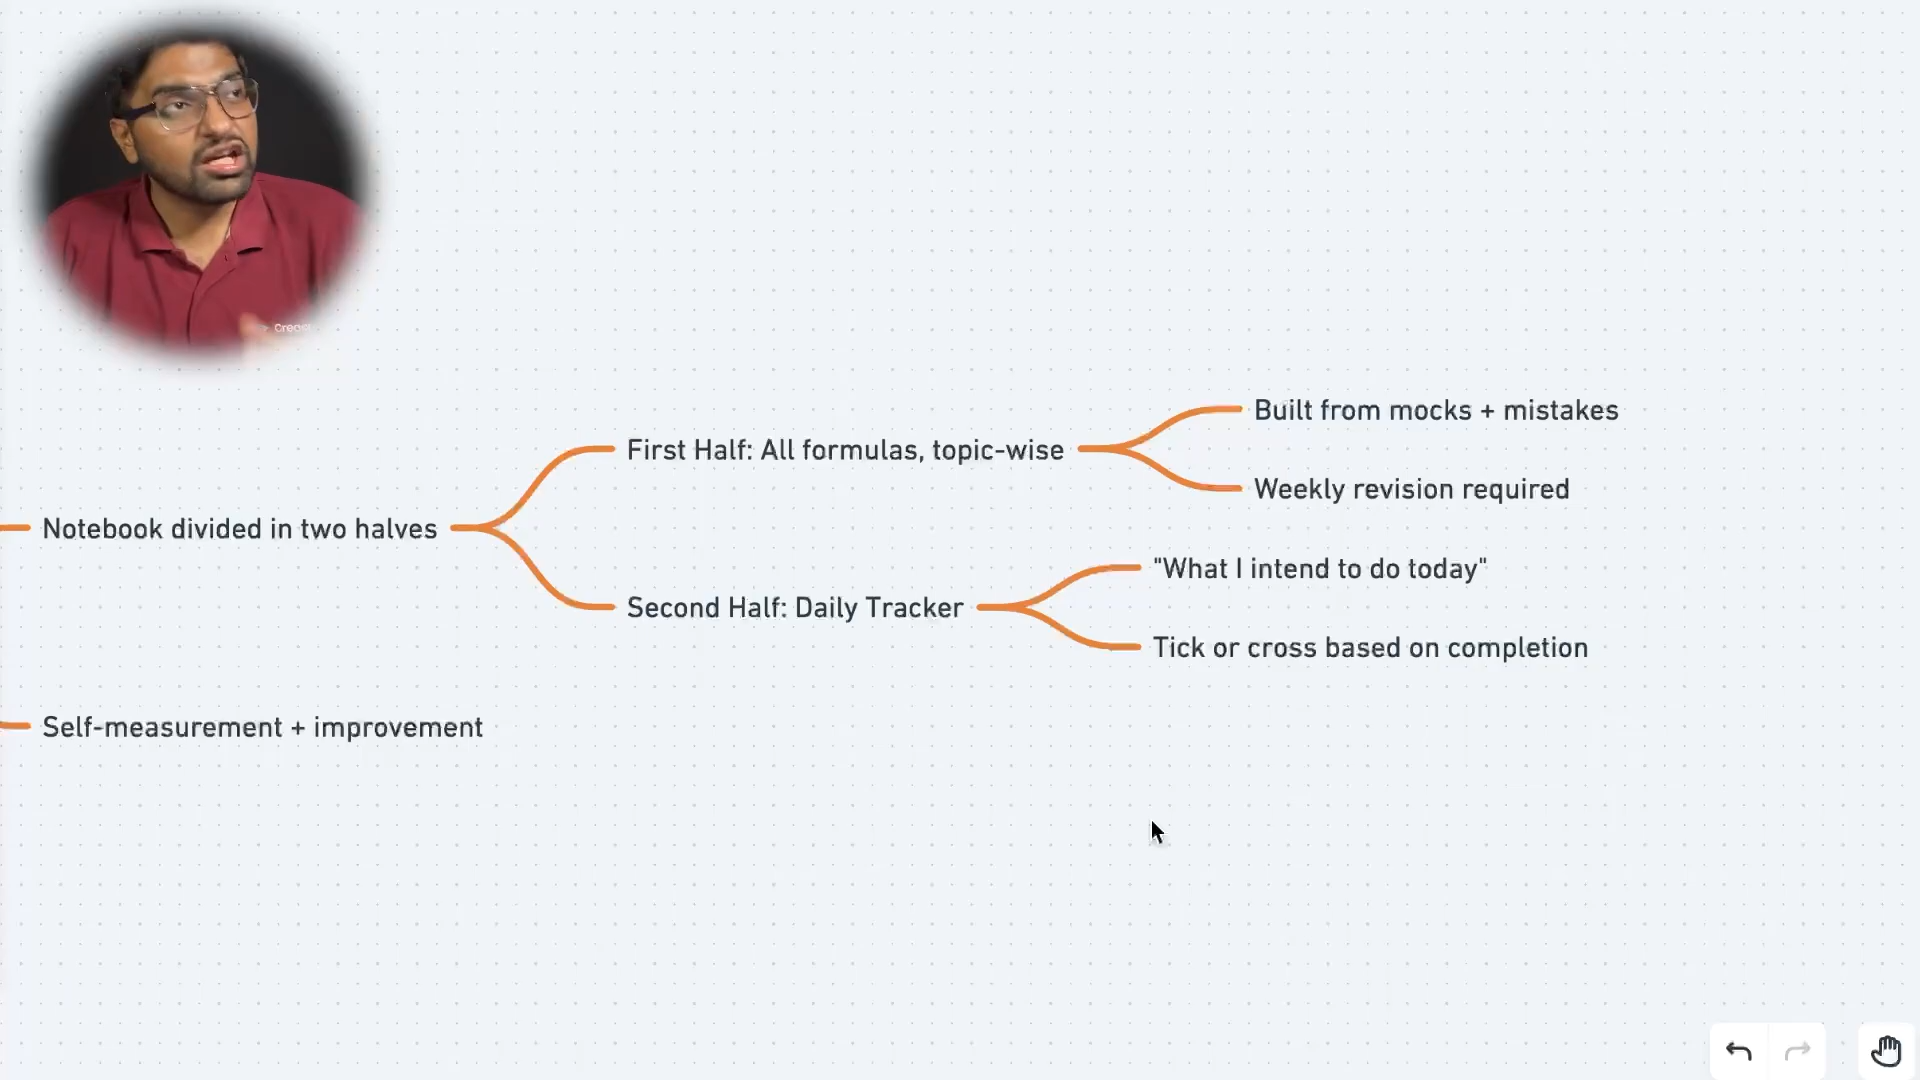 Built from mocks + mistakes
First Half: All formulas, topic-wise
Weekly revision required
Notebook divided in two halves
"What I intend to do today"
Second Half: Daily Tracker
Tick or cross based on completion
Self-measurement + improvement